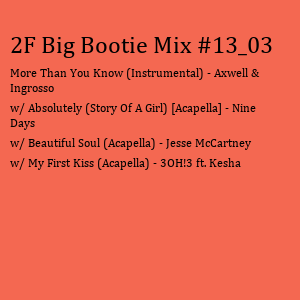 2F Big Bootie Mix #13_03
More Than You Know (Instrumental) - Axwell &
Ingrosso
w/ Absolutely (Story Of A Girl) [Acapella] - Nine
Days
w/ Beautiful Soul (Acapella) - Jesse McCartney
w/ My First Kiss (Acapella) - 3OH!3 ft. Kesha